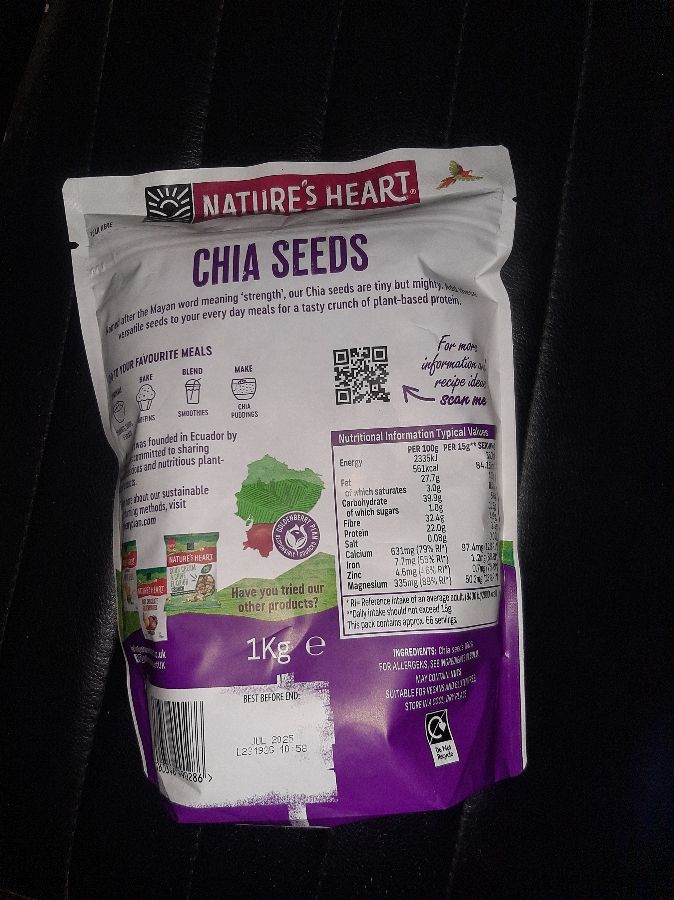 NATURE'S HEART®
CHIA SEEDS
after the Mayan word meaning 'strength', our Chia seeds are tiny but mighty. Add
versatile seeds to your every day meals for a tasty crunch of plant-based protein.
YOUR FAVOURITE MEALS
BAKE
BLEND
SMOOTHIES
MAKE
CHIA
PUDDINGS
For more
information
recipe ideas
scan me
was founded in Ecuador by
committed to sharing
and nutritious plant-
about our sustainable
methods, visit
GOLDENBERRY PLAN
NATURE'S HEART
NATURE'S HEART
Have you tried our
other products?
Nutritional Information Typical Values
PER 100g PER 15g**
Energy 2335kJ
561kcal
Fat 27.7g
of which saturates 3.0g
Carbohydrate 39.9g
of which sugars 1.0g
Fibre 32.4g
Protein 22.0g
Salt 0.08g
Calcium 631mg (79% RI*)
Iron 7.7mg (55% RI*)
Zinc 4.6mg (46% RI*)
Magnesium 335mg (89% RI*)
* RI= Reference intake of an average adult
**Daily intake should not exceed 15g
This pack contains approx. 66 servings
1Kg e
INGREDIENTS: Chia seeds
FOR ALLERGENS, SEE INGREDIENTS IN BOLD
MAY CONTAIN NUTS
SUITABLE FOR VEGANS AND
STORE IN A COOL, DRY PLACE
Do Not
Recycle
BEST BEFORE END:
JUL 2025
10:58